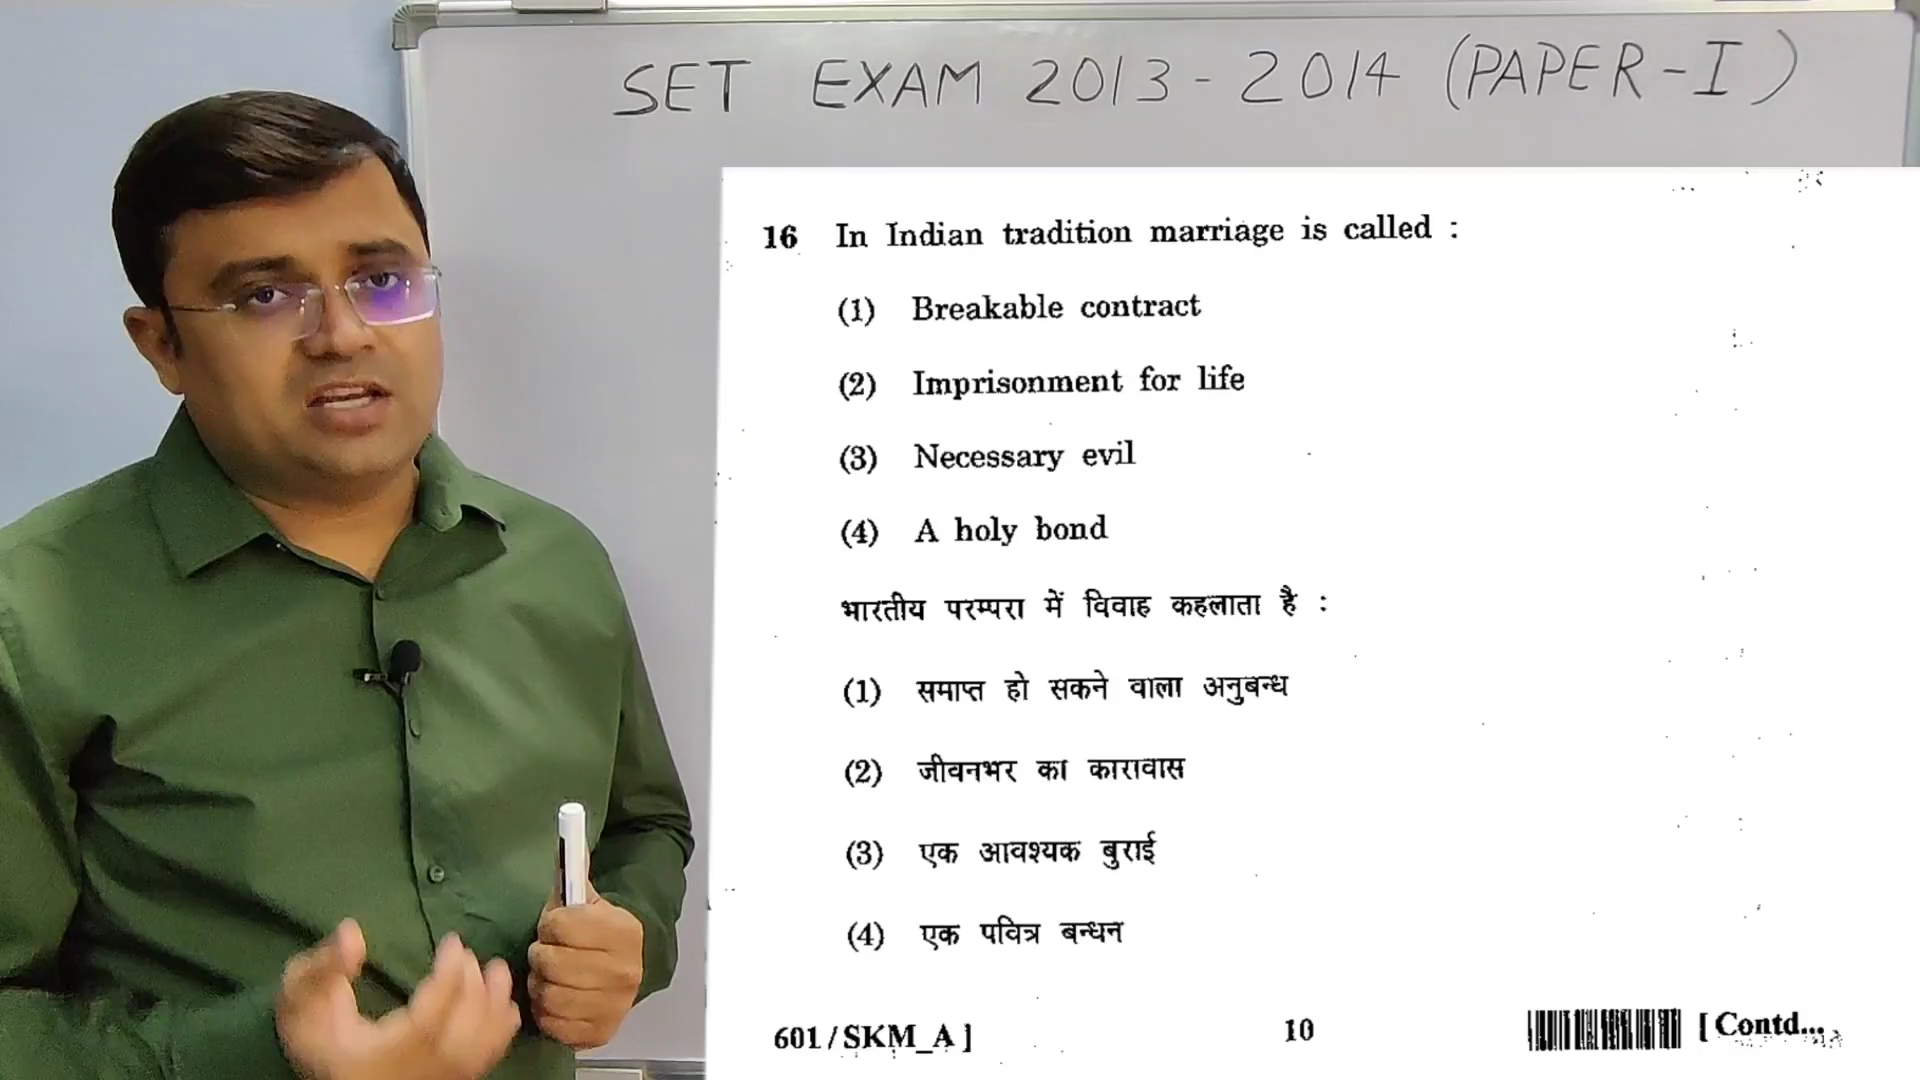 SET EXAM 2013-2014 (PAPER-I)
16 In Indian tradition marriage is called :
(1) Breakable contract
(2) Imprisonment for life
(3) Necessary evil
(4) A holy bond
भारतीय परम्परा में विवाह कहलाता है :
(1) समाप्त हो सकने वाला अनुबन्ध
(2) जीवनभर का कारावास
(3) एक आवश्यक बुराई
(4) एक पवित्र बन्धन
601/SKM_A] 10 [Contd...